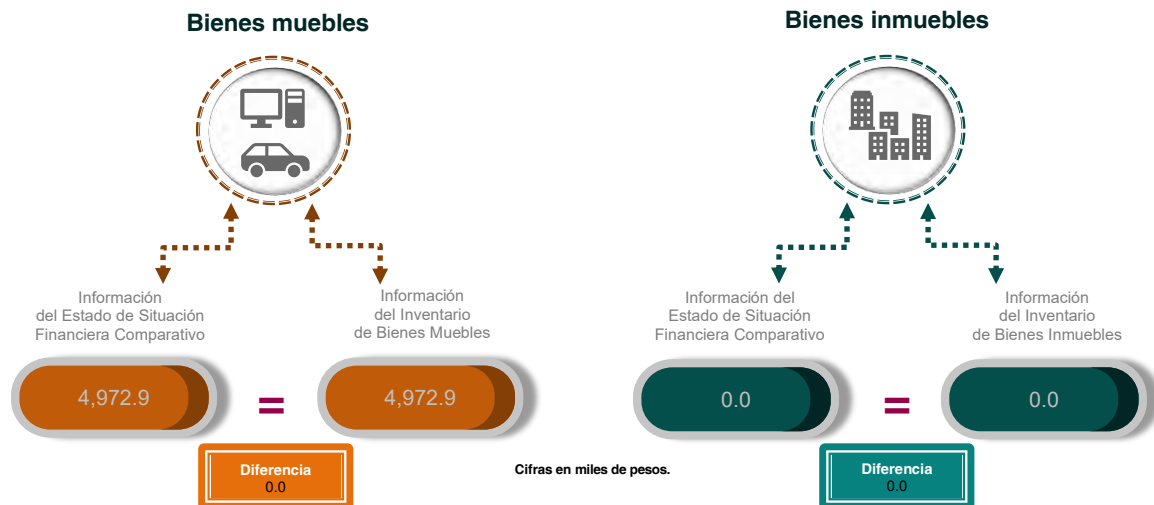 Bienes muebles
Información
del Estado de Situación
Financiera Comparativo
4,972.9
=
Información
del Inventario
de Bienes Muebles
4,972.9
Diferencia
0.0
Cifras en miles de pesos.
Bienes inmuebles
Información del
Estado de Situación
Financiera Comparativo
0.0
=
Información
del Inventario
de Bienes Inmuebles
0.0
Diferencia
0.0